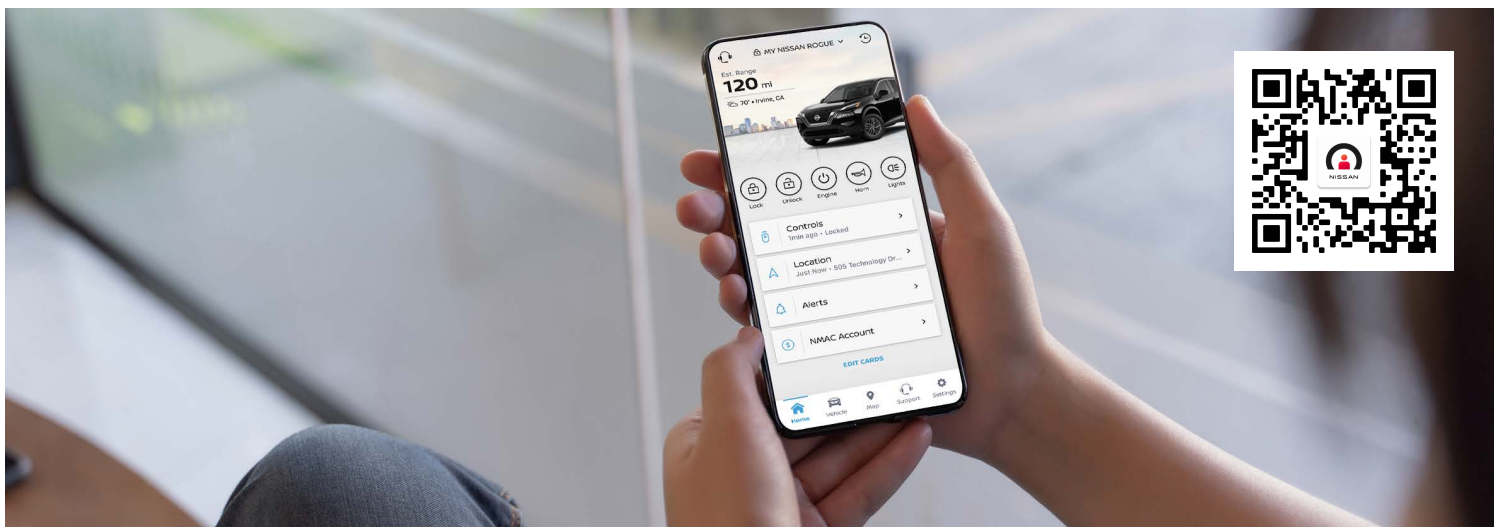 MY NISSAN ROGUE
Est. Range
120 mi
70° • Irvine, CA
Lock
Unlock
Engine
Horn
Lights
Controls
1min ago • Locked
Location
Just Now • 505 Technology Dr...
Alerts
NMAC Account
EDIT CARDS
Home
Vehicle
Map
Support
Settings
NISSAN